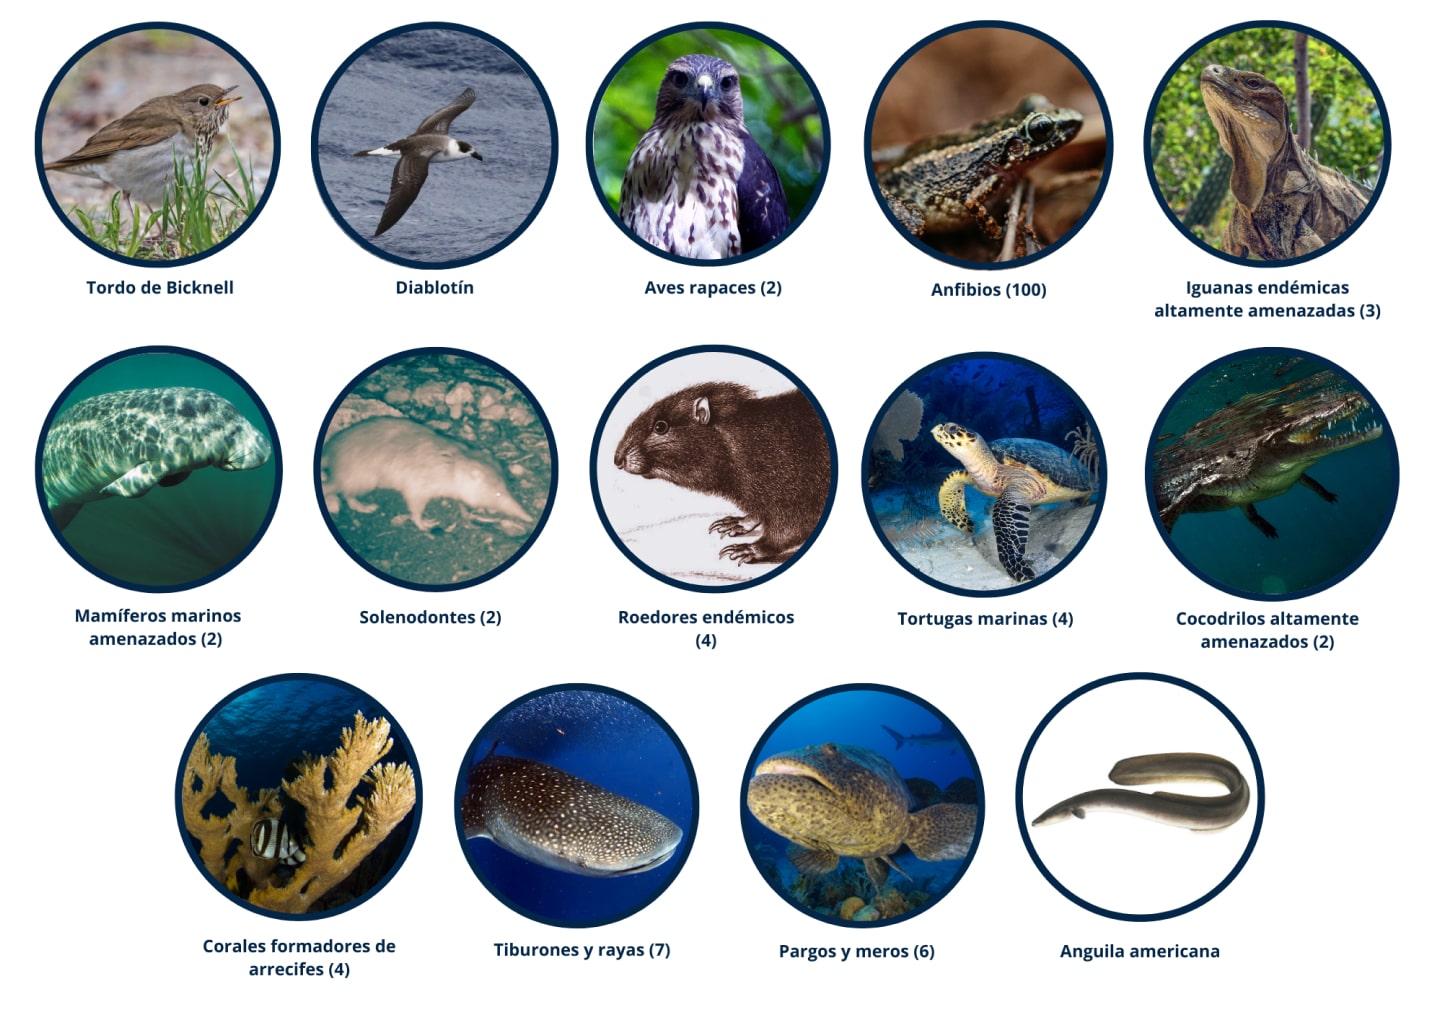 Tordo de Bicknell
Diablotín
Aves rapaces (2)
Anfibios (100)
Iguanas endémicas
altamente amenazadas (3)
Mamíferos marinos
amenazados (2)
Solenodontes (2)
Roedores endémicos
(4)
Tortugas marinas (4)
Cocodrilos altamente
amenazados (2)
Corales formadores de
arrecifes (4)
Tiburones y rayas (7)
Pargos y meros (6)
Anguila americana